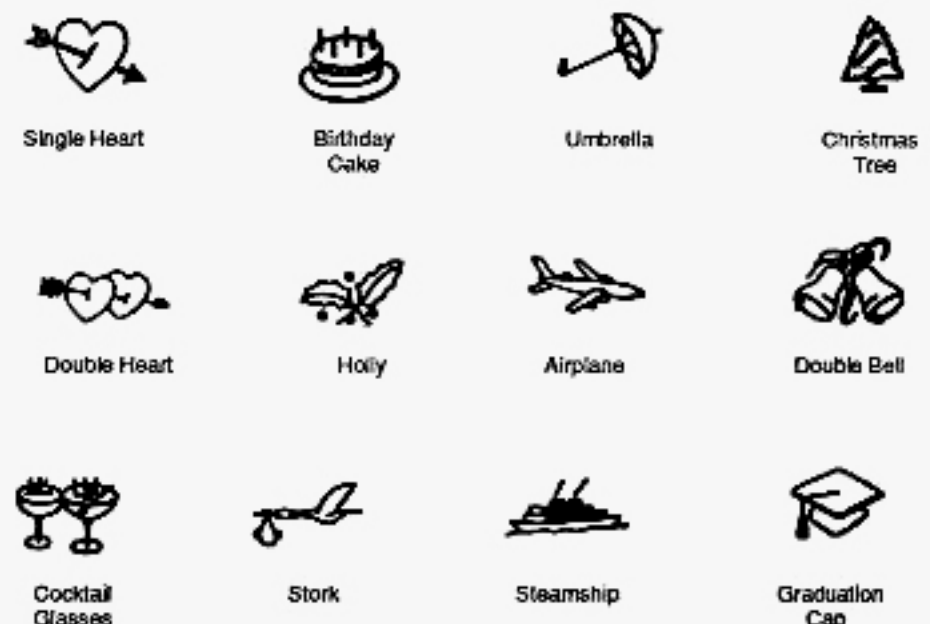 Single Heart
Birthday
Cake
Umbrella
Christmas
Tree
Double Heart
Holly
Airplane
Double Bell
Cocktail
Glasses
Stork
Steamship
Graduation
Cap